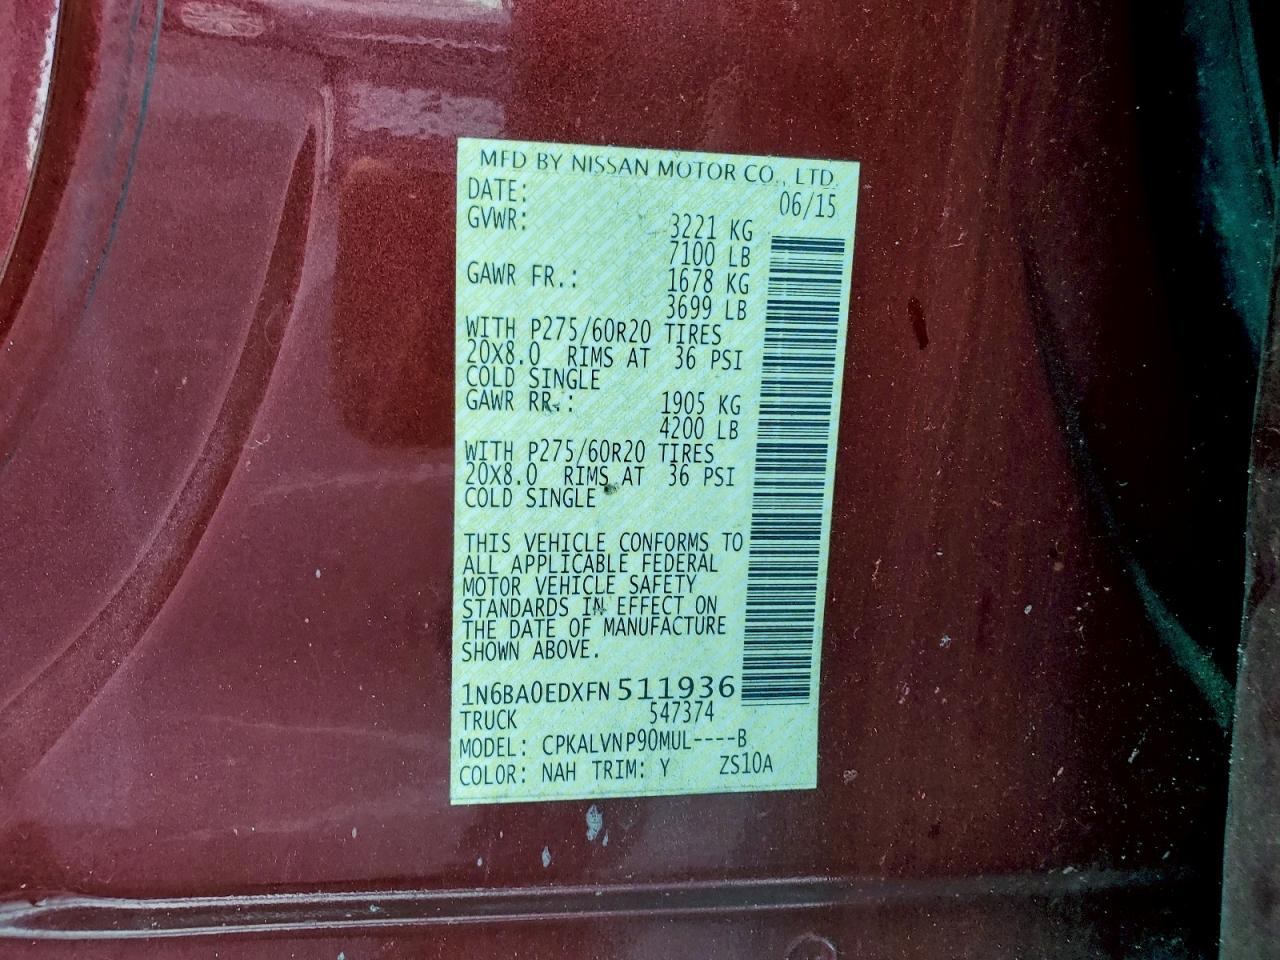 MFD BY NISSAN MOTOR CO., LTD.
DATE: 06/15
GVWR: 3221 KG
7100 LB
GAWR FR.: 1678 KG
3699 LB
WITH P275/60R20 TIRES
20X8.0 RIMS AT 36 PSI
COLD SINGLE
GAWR RR.: 1905 KG
4200 LB
WITH P275/60R20 TIRES
20X8.0 RIMS AT 36 PSI
COLD SINGLE
THIS VEHICLE CONFORMS TO
ALL APPLICABLE FEDERAL
MOTOR VEHICLE SAFETY
STANDARDS IN EFFECT ON
THE DATE OF MANUFACTURE
SHOWN ABOVE.
1N6BA0EDXFN511936
TRUCK 547374
MODEL: CPKALVNP90MUL----B
COLOR: NAH TRIM: Y ZS10A